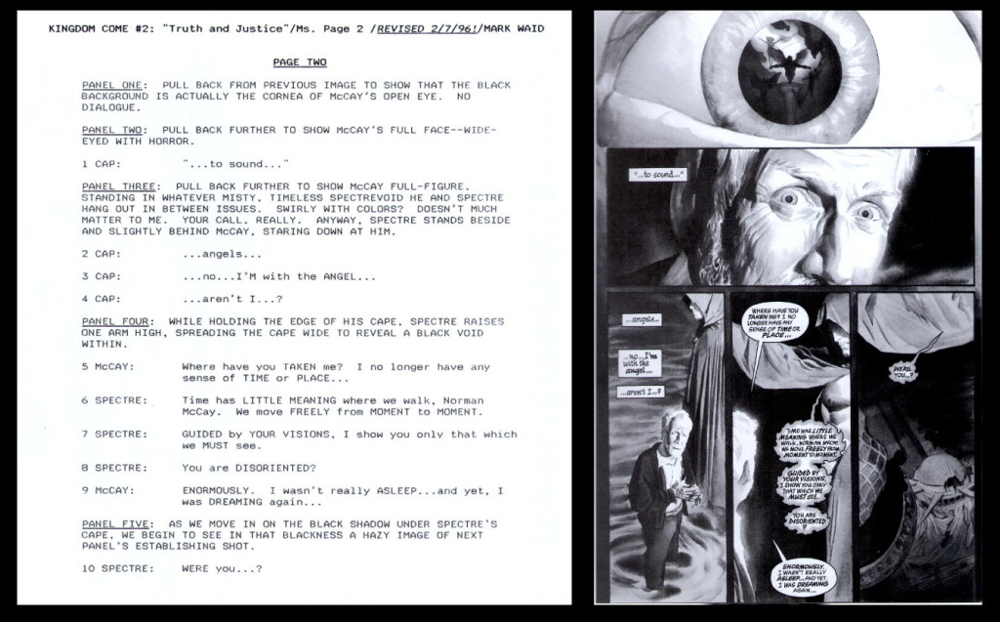 KINGDOM COME #2: "Truth and Justice"/Ms. Page 2 /REVISED 2/7/96!/MARK WAID
PAGE TWO
PANEL ONE: PULL BACK FROM PREVIOUS IMAGE TO SHOW THAT THE BLACK
BACKGROUND IS ACTUALLY THE CORNEA OF McCAY'S OPEN EYE. NO
DIALOGUE.
PANEL TWO: PULL BACK FURTHER TO SHOW McCAY'S FULL FACE--WIDE-
EYED WITH HORROR.
1 CAP: "...to sound..."
PANEL THREE: PULL BACK FURTHER TO SHOW McCAY FULL-FIGURE.
STANDING IN WHATEVER MISTY, TIMELESS SPECTREVOID HE AND SPECTRE
HANG OUT IN BETWEEN ISSUES. SWIRLY WITH COLORS? DOESN'T MUCH
MATTER TO ME. YOUR CALL, REALLY. ANYWAY, SPECTRE STANDS BESIDE
AND SLIGHTLY BEHIND McCAY, STARING DOWN AT HIM.
2 CAP: ...angels...
3 CAP: ...no...I'M with the ANGEL...
4 CAP: ...aren't I...?
PANEL FOUR: WHILE HOLDING THE EDGE OF HIS CAPE, SPECTRE RAISES
ONE ARM HIGH, SPREADING THE CAPE WIDE TO REVEAL A BLACK VOID
WITHIN.
5 McCAY: Where have you TAKEN me? I no longer have any
sense of TIME or PLACE...
6 SPECTRE: Time has LITTLE MEANING where we walk, Norman
McCay. We move FREELY from MOMENT to MOMENT.
7 SPECTRE: GUIDED by YOUR VISIONS, I show you only that which
we MUST see.
8 SPECTRE: You are DISORIENTED?
9 McCAY: ENORMOUSLY. I wasn't really ASLEEP...and yet, I
was DREAMING again...
PANEL FIVE: AS WE MOVE IN ON THE BLACK SHADOW UNDER SPECTRE'S
CAPE, WE BEGIN TO SEE IN THAT BLACKNESS A HAZY IMAGE OF NEXT
PANEL'S ESTABLISHING SHOT.
10 SPECTRE: WERE you...?
"...to sound..."
...angels...
...no...I'm
with the
angel...
...aren't I...?
WHERE HAVE YOU
TAKEN ME? I NO
LONGER HAVE ANY
SENSE OF TIME OR
PLACE...
TIME HAS LITTLE
MEANING WHERE WE
WALK, NORMAN McCAY.
WE MOVE FREELY FROM
MOMENT TO MOMENT.
GUIDED BY
YOUR VISIONS,
I SHOW YOU ONLY
THAT WHICH WE
MUST SEE.
YOU ARE
DISORIENTED
?
ENORMOUSLY.
I WASN'T REALLY
ASLEEP...AND YET,
I WAS DREAMING
AGAIN...
WERE
YOU...?